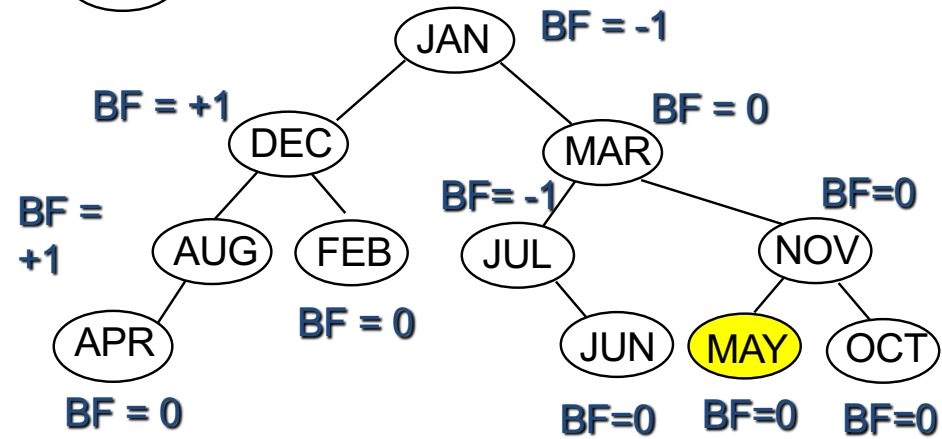 JAN
BF = -1
BF = +1
BF = 0
DEC
MAR
BF= -1
BF=0
BF =
+1
AUG
FEB
JUL
NOV
BF = 0
APR
JUN
MAY
OCT
BF = 0
BF=0
BF=0
BF=0